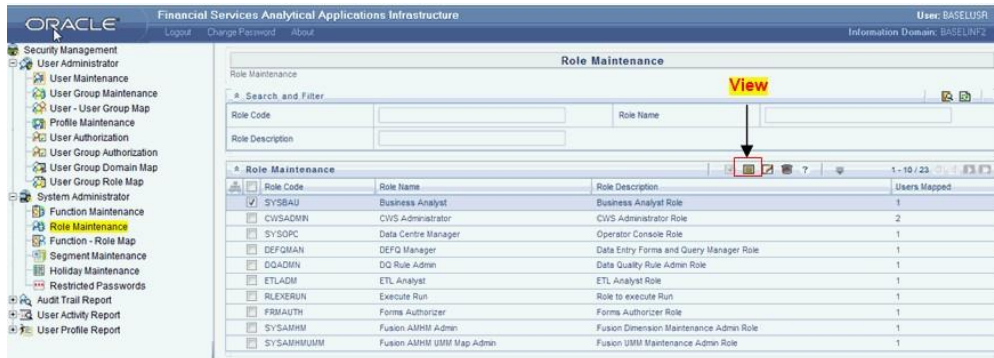 ORACLE
Financial Services Analytical Applications Infrastructure
User: BASELUSR
Logout Change Password About
Information Domain: BASELINF2
Security Management
User Administrator
User Maintenance
User Group Maintenance
User - User Group Map
Profile Maintenance
User Authorization
User Group Authorization
User Group Domain Map
User Group Role Map
System Administrator
Function Maintenance
Role Maintenance
Function - Role Map
Segment Maintenance
Holiday Maintenance
Restricted Passwords
Audit Trail Report
User Activity Report
User Profile Report
Role Maintenance
Role Maintenance
View
Search and Filter
Role Code Role Name
Role Description
Role Maintenance 1 - 10 / 23
Role Code Role Name Role Description Users Mapped
SYSBAU Business Analyst Business Analyst Role 1
CWSADMIN CWS Administrator CWS Administrator Role 2
SYSOPC Data Centre Manager Operator Console Role 1
DEFQMAN DEFQ Manager Data Entry Forms and Query Manager Role 1
DQADMN DQ Rule Admin Data Quality Rule Admin Role 1
ETLADM ETL Analyst ETL Analyst Role 1
RLEXERUN Execute Run Role to execute Run 1
FRMAUTH Forms Authorizer Forms Authorizer Role 1
SYSAMHM Fusion AMHM Admin Fusion Dimension Maintenance Admin Role 1
SYSAMHMUMM Fusion AMHM UMM Map Admin Fusion UMM Maintenance Admin Role 1